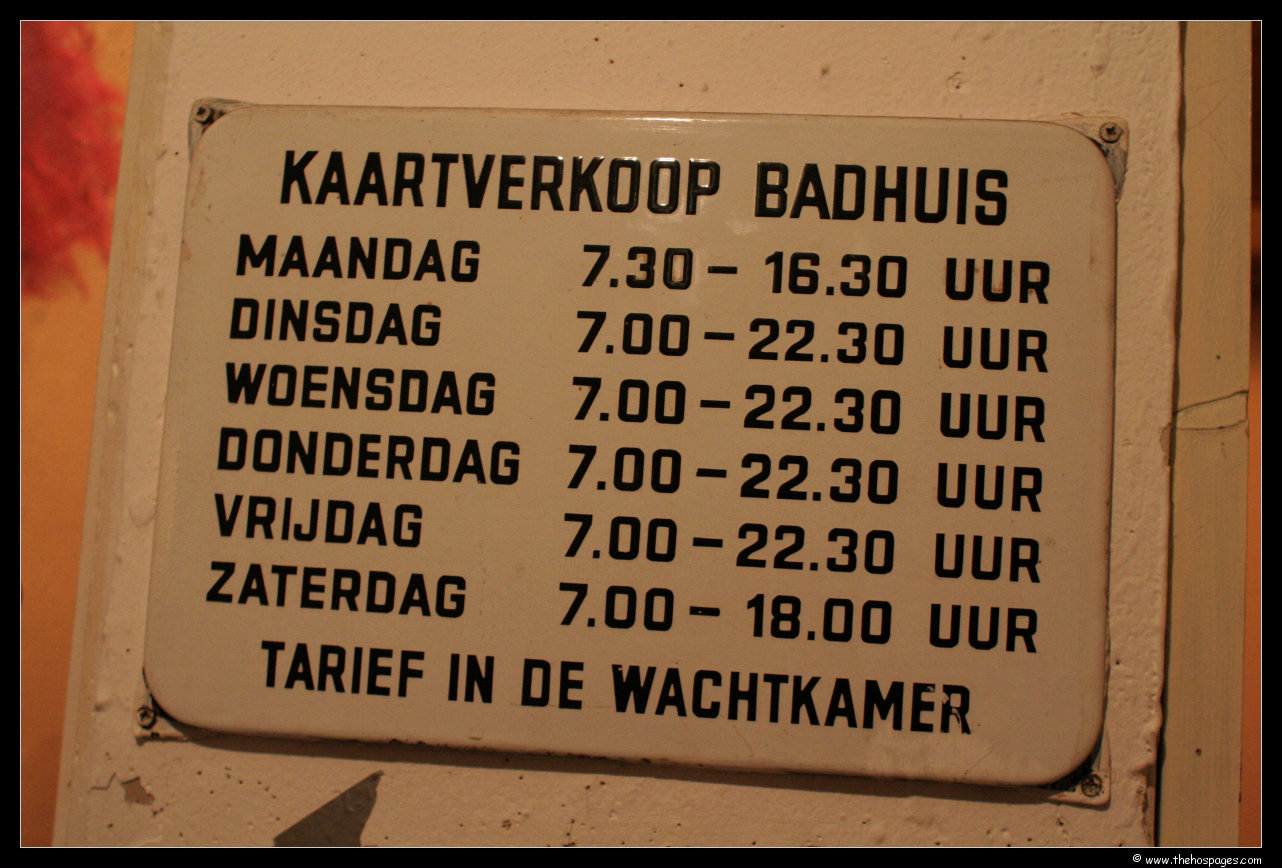 KAARTVERKOOP BADHUIS
MAANDAG 7.30 – 16.30 UUR
DINSDAG 7.00 – 22.30 UUR
WOENSDAG 7.00 – 22.30 UUR
DONDERDAG 7.00 – 22.30 UUR
VRIJDAG 7.00 – 22.30 UUR
ZATERDAG 7.00 – 18.00 UUR
TARIEF IN DE WACHTKAMER
© www.thehospages.com